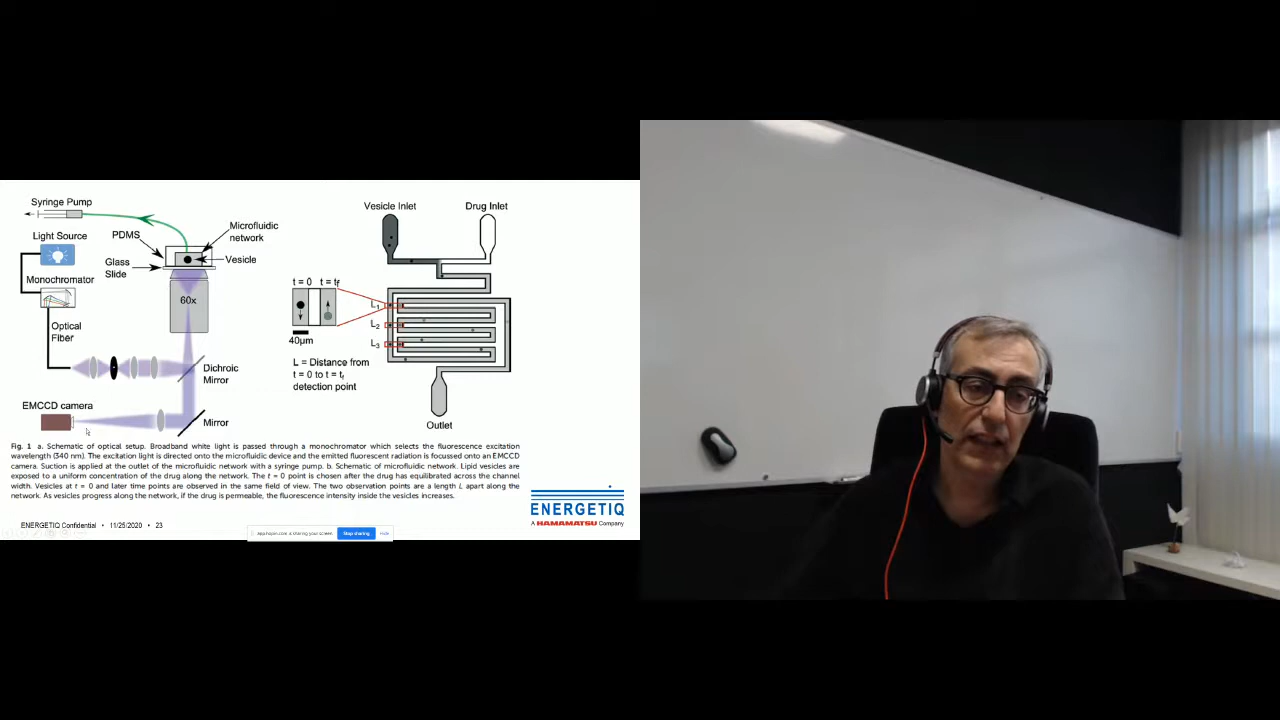 Syringe Pump
Light Source
PDMS
Microfluidic
network
Vesicle
Glass
Slide
Monochromator
60x
Optical
Fiber
Dichroic
Mirror
EMCCD camera
Mirror
Vesicle Inlet
Drug Inlet
t = 0 t = tf
L1
L2
L3
40μm
L = Distance from
t = 0 to t = tf
detection point
Outlet
Fig. 1 a. Schematic of optical setup. Broadband white light is passed through a monochromator which selects the fluorescence excitation
wavelength (340 nm). The excitation light is directed onto the microfluidic device and the emitted fluorescent radiation is focussed onto an EMCCD
camera. Suction is applied at the outlet of the microfluidic network with a syringe pump. b. Schematic of microfluidic network. Lipid vesicles are
exposed to a uniform concentration of the drug along the network. The t = 0 point is chosen after the drug has equilibrated across the channel
width. Vesicles at t = 0 and later time points are observed in the same field of view. The two observation points are a length L apart along the
network. As vesicles progress along the network, if the drug is permeable, the fluorescence intensity inside the vesicles increases.
ENERGETIQ
A HAMAMATSU Company
ENERGETIQ Confidential • 11/25/2020 • 23
app.hopin.com is sharing your screen. Stop sharing Hide